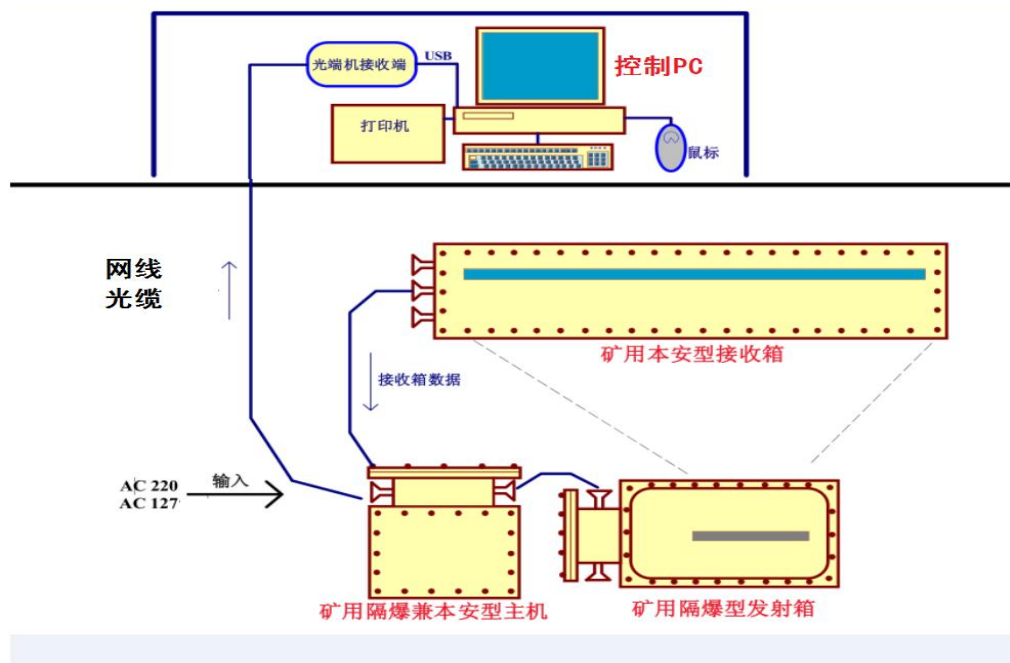 光端机接收端
USB
控制PC
打印机
鼠标
网线
光缆
矿用本安型接收箱
接收箱数据
AC 220
AC 127
输入
矿用隔爆兼本安型主机
矿用隔爆型发射箱